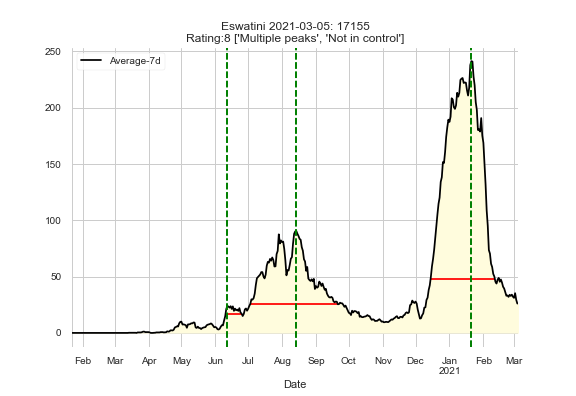 Eswatini 2021-03-05: 17155
Rating:8 ['Multiple peaks', 'Not in control']
Average-7d
250
200
150
100
50
0
Feb Mar Apr May Jun Jul Aug Sep Oct Nov Dec Jan Feb Mar
2021
Date